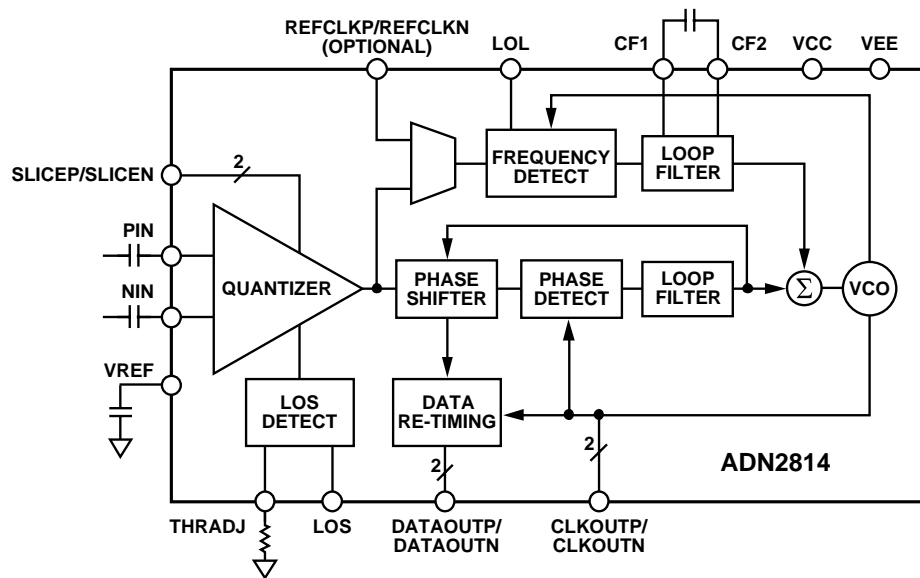 REFCLKP/REFCLKN
(OPTIONAL)
LOL
CF1
CF2
VCC
VEE
SLICEP/SLICEN
2
FREQUENCY
DETECT
LOOP
FILTER
PIN
NIN
QUANTIZER
PHASE
SHIFTER
PHASE
DETECT
LOOP
FILTER
Σ
VCO
VREF
LOS
DETECT
DATA
RE-TIMING
2
2
ADN2814
THRADJ
LOS
DATAOUTP/
DATAOUTN
CLKOUTP/
CLKOUTN